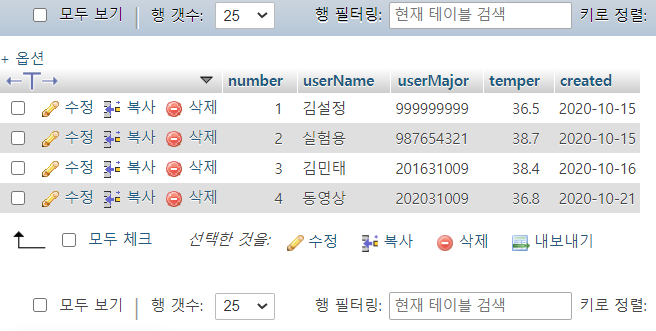 모두 보기 | 행 갯수: 25 행 필터링: 현재 테이블 검색 키로 정렬:
+ 옵션
←T→ number userName userMajor temper created
수정 복사 삭제 1 김설정 999999999 36.5 2020-10-15
수정 복사 삭제 2 실험용 987654321 38.7 2020-10-15
수정 복사 삭제 3 김민태 201631009 38.4 2020-10-16
수정 복사 삭제 4 동영상 202031009 36.8 2020-10-21
모두 체크 선택한 것을: 수정 복사 삭제 내보내기
모두 보기 | 행 갯수: 25 행 필터링: 현재 테이블 검색 키로 정렬: